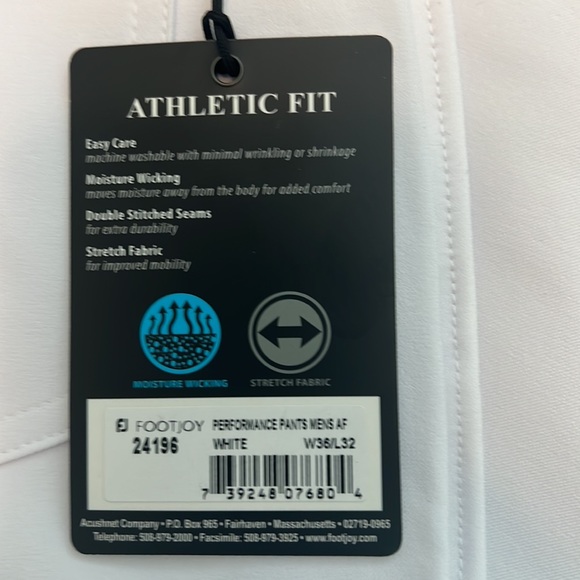 ATHLETIC FIT
Easy Care
machine washable with minimal wrinkling or shrinkage
Moisture Wicking
moves moisture away from the body for added comfort
Double Stitched Seams
for extra durability
Stretch Fabric
for improved mobility
MOISTURE WICKING STRETCH FABRIC
FJ FOOTJOY PERFORMANCE PANTS MENS AF
24196 WHITE W36/L32
7 39248 07680 4
Acushnet Company • P.O. Box 965 • Fairhaven • Massachusetts • 02719-0965
Telephone: 508-979-2000 • Facsimile: 508-979-3925 • www.footjoy.com